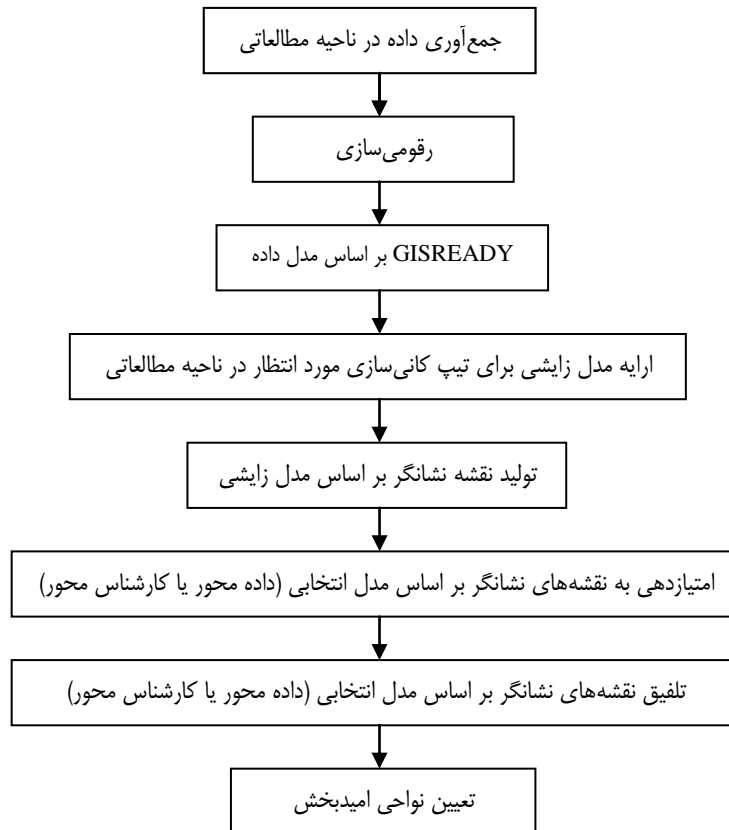 جمع‌آوری داده در ناحیه مطالعاتی
رقومی‌سازی
GISREADY بر اساس مدل داده
ارایه مدل زایشی برای تیپ کانی‌سازی مورد انتظار در ناحیه مطالعاتی
تولید نقشه نشانگر بر اساس مدل زایشی
امتیازدهی به نقشه‌های نشانگر بر اساس مدل انتخابی (داده محور یا کارشناس محور)
تلفیق نقشه‌های نشانگر بر اساس مدل انتخابی (داده محور یا کارشناس محور)
تعیین نواحی امیدبخش